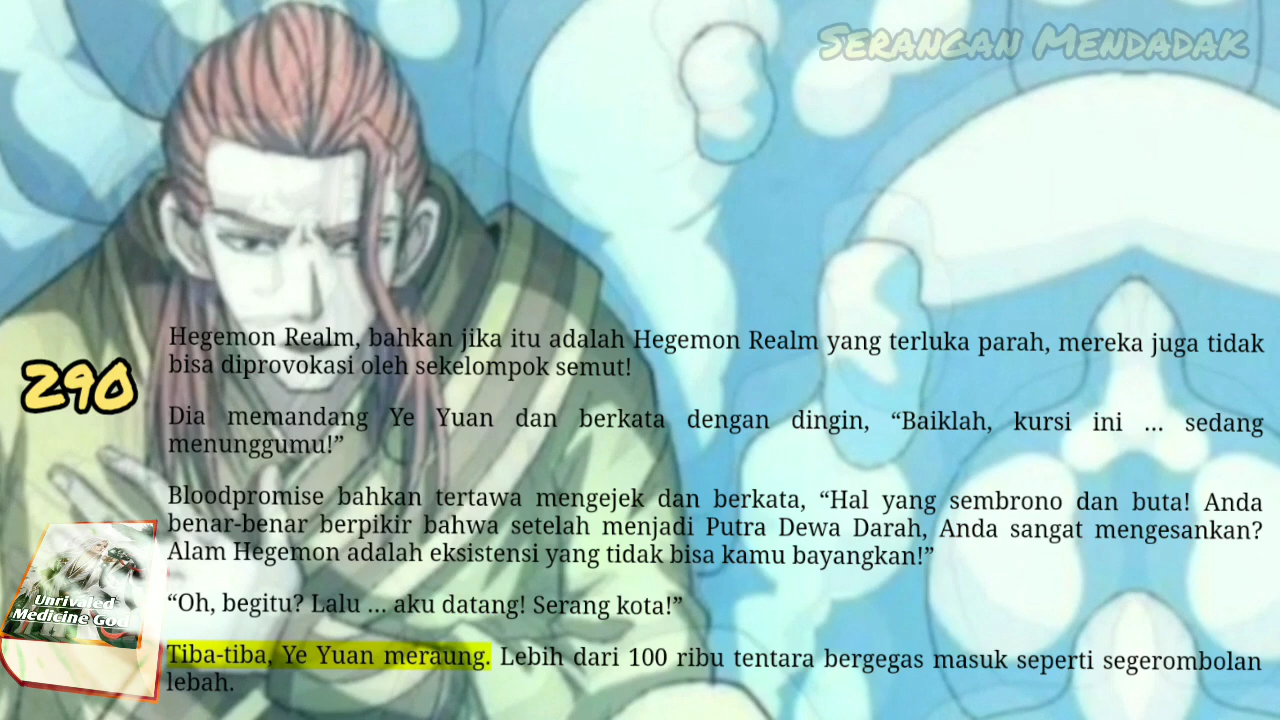 Serangan Mendadak
Hegemon Realm, bahkan jika itu adalah Hegemon Realm yang terluka parah, mereka juga tidak
bisa diprovokasi oleh sekelompok semut!
290
Dia memandang Ye Yuan dan berkata dengan dingin, “Baiklah, kursi ini ... sedang
menunggumu!”
Bloodpromise bahkan tertawa mengejek dan berkata, “Hal yang sembrono dan buta! Anda
benar-benar berpikir bahwa setelah menjadi Putra Dewa Darah, Anda sangat mengesankan?
Alam Hegemon adalah eksistensi yang tidak bisa kamu bayangkan!”
“Oh, begitu? Lalu ... aku datang! Serang kota!”
Unrivaled
Medicine God
Tiba-tiba, Ye Yuan meraung. Lebih dari 100 ribu tentara bergegas masuk seperti segerombolan
lebah.